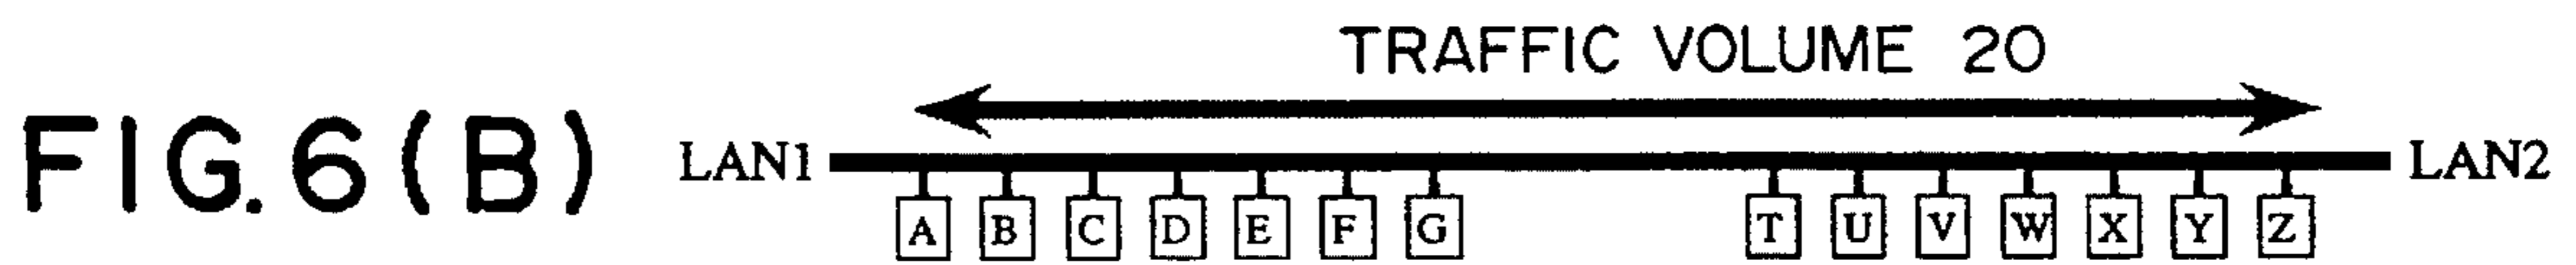 TRAFFIC VOLUME 20
FIG.6(B)
LAN1 LAN2
A B C D E F G T U V W X Y Z